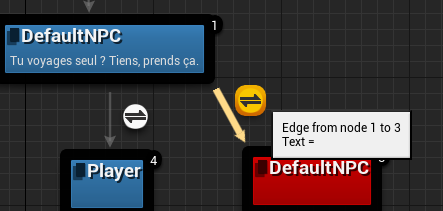 1
DefaultNPC
Tu voyages seul ? Tiens, prends ça.
Edge from node 1 to 3
Text =
4
Player
DefaultNPC